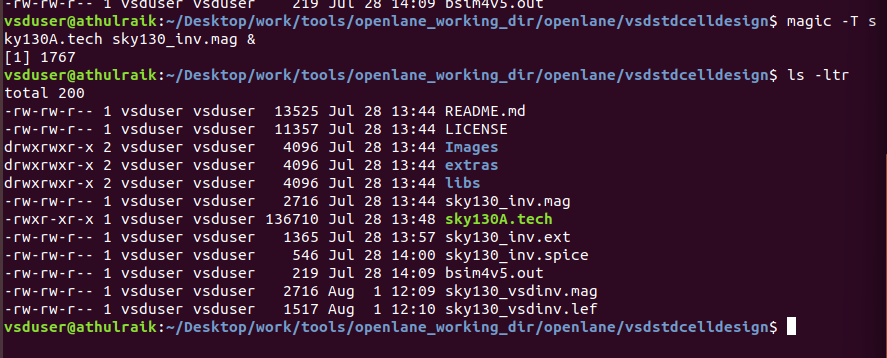 -rw-rw-r-- 1 vsduser vsduser    219 Jul 28 14:09 bsim4v5.out
vsduser@athulraik:~/Desktop/work/tools/openlane_working_dir/openlane/vsdstdcelldesign$ magic -T s
ky130A.tech sky130_inv.mag &
[1] 1767
vsduser@athulraik:~/Desktop/work/tools/openlane_working_dir/openlane/vsdstdcelldesign$ ls -ltr
total 200
-rw-rw-r-- 1 vsduser vsduser  13525 Jul 28 13:44 README.md
-rw-rw-r-- 1 vsduser vsduser  11357 Jul 28 13:44 LICENSE
drwxrwxr-x 2 vsduser vsduser   4096 Jul 28 13:44 Images
drwxrwxr-x 2 vsduser vsduser   4096 Jul 28 13:44 extras
drwxrwxr-x 2 vsduser vsduser   4096 Jul 28 13:44 libs
-rw-rw-r-- 1 vsduser vsduser   2716 Jul 28 13:44 sky130_inv.mag
-rwxr-xr-x 1 vsduser vsduser 136710 Jul 28 13:48 sky130A.tech
-rw-rw-r-- 1 vsduser vsduser   1365 Jul 28 13:57 sky130_inv.ext
-rw-rw-r-- 1 vsduser vsduser    546 Jul 28 14:00 sky130_inv.spice
-rw-rw-r-- 1 vsduser vsduser    219 Jul 28 14:09 bsim4v5.out
-rw-rw-r-- 1 vsduser vsduser   2716 Aug  1 12:09 sky130_vsdinv.mag
-rw-rw-r-- 1 vsduser vsduser   1517 Aug  1 12:10 sky130_vsdinv.lef
vsduser@athulraik:~/Desktop/work/tools/openlane_working_dir/openlane/vsdstdcelldesign$